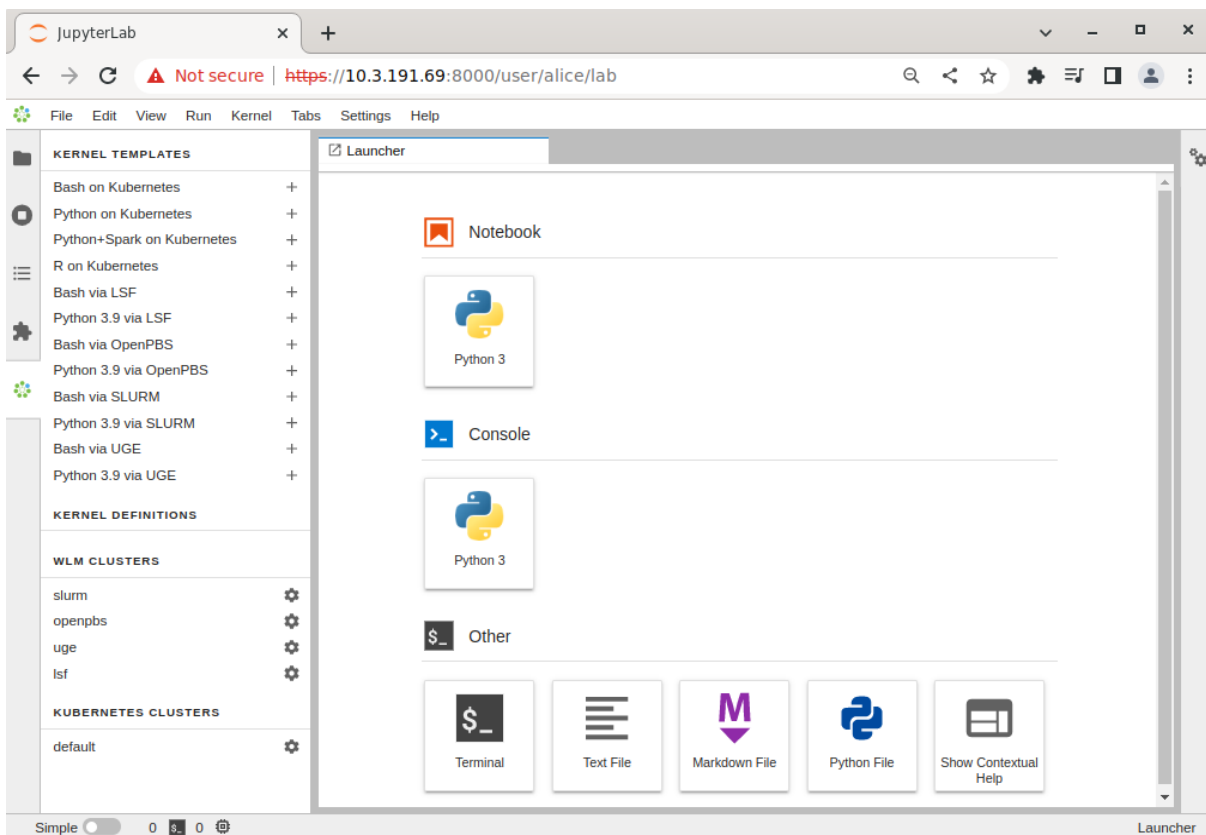 JupyterLab
Not secure https://10.3.191.69:8000/user/alice/lab
File Edit View Run Kernel Tabs Settings Help
KERNEL TEMPLATES
Bash on Kubernetes
Python on Kubernetes
Python+Spark on Kubernetes
R on Kubernetes
Bash via LSF
Python 3.9 via LSF
Bash via OpenPBS
Python 3.9 via OpenPBS
Bash via SLURM
Python 3.9 via SLURM
Bash via UGE
Python 3.9 via UGE
KERNEL DEFINITIONS
WLM CLUSTERS
slurm
openpbs
uge
lsf
KUBERNETES CLUSTERS
default
Launcher
Notebook
Python 3
>_ Console
Python 3
$_ Other
$_
Terminal
Text File
M
Markdown File
Python File
Show Contextual
Help
Simple 0 $_ 0 Launcher